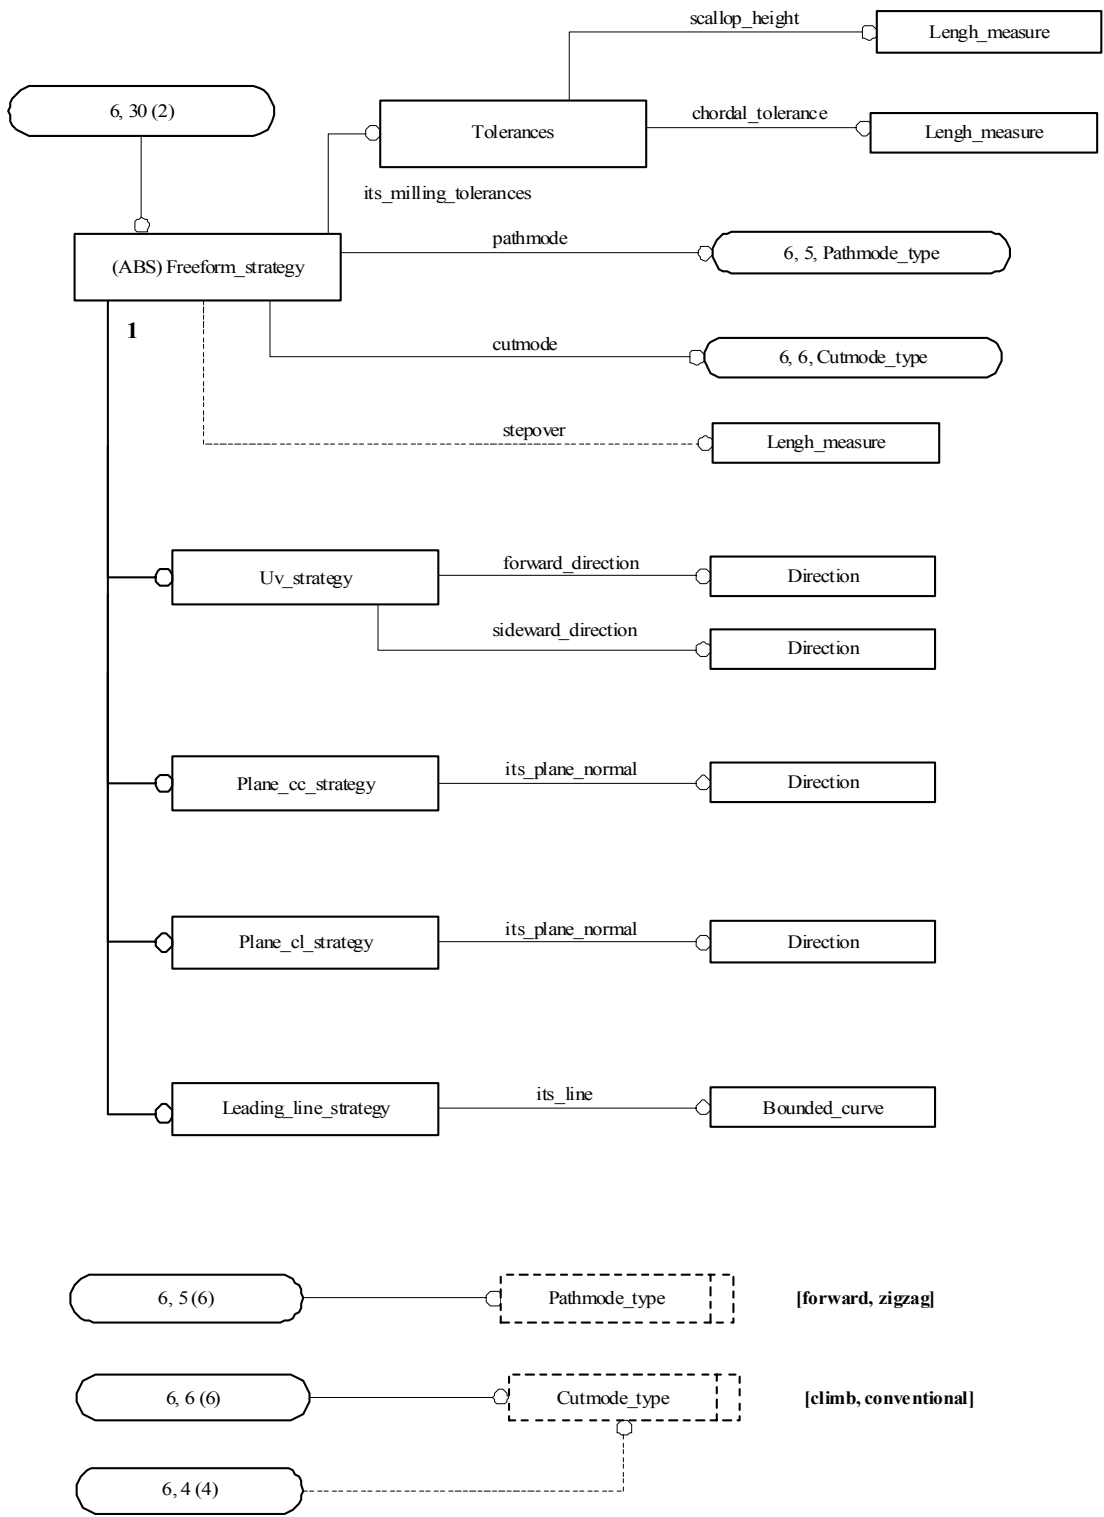 scallop_height
Lengh_measure
6, 30 (2)
Tolerances
chordal_tolerance
Lengh_measure
its_milling_tolerances
(ABS) Freeform_strategy
pathmode
6, 5, Pathmode_type
1
cutmode
6, 6, Cutmode_type
stepover
Lengh_measure
Uv_strategy
forward_direction
Direction
sideward_direction
Direction
Plane_cc_strategy
its_plane_normal
Direction
Plane_cl_strategy
its_plane_normal
Direction
Leading_line_strategy
its_line
Bounded_curve
6, 5 (6)
Pathmode_type
[forward, zigzag]
6, 6 (6)
Cutmode_type
[climb, conventional]
6, 4 (4)